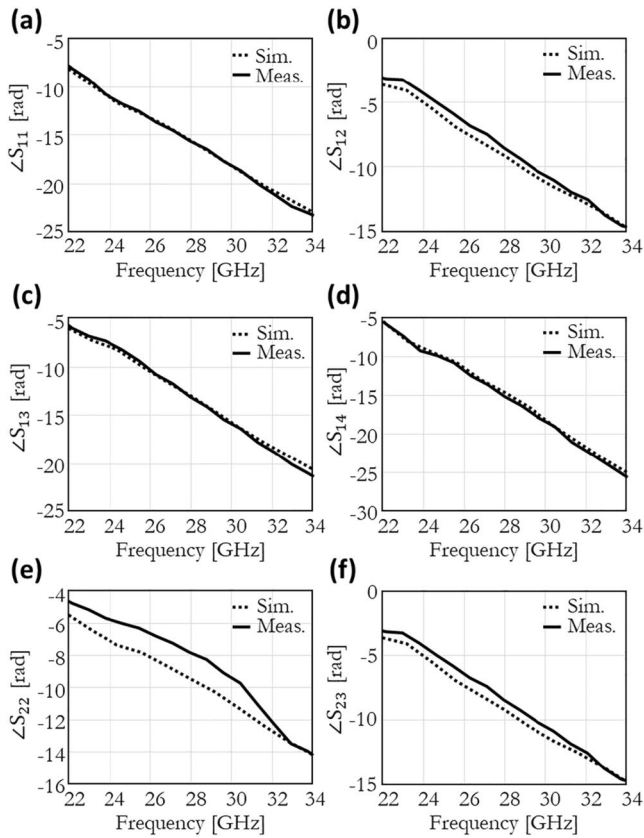 (a)
(b)
-5
-10
-15
-20
-25
∠S₁₁ [rad]
Sim.
Meas.
22 24 26 28 30 32 34
Frequency [GHz]
0
-5
-10
-15
∠S₁₂ [rad]
Sim.
Meas.
22 24 26 28 30 32 34
Frequency [GHz]
(c)
(d)
-5
-10
-15
-20
-25
∠S₁₃ [rad]
Sim.
Meas.
22 24 26 28 30 32 34
Frequency [GHz]
-5
-10
-15
-20
-25
-30
∠S₁₄ [rad]
Sim.
Meas.
22 24 26 28 30 32 34
Frequency [GHz]
(e)
(f)
-4
-6
-8
-10
-12
-14
-16
∠S₂₂ [rad]
Sim.
Meas.
22 24 26 28 30 32 34
Frequency [GHz]
0
-5
-10
-15
∠S₂₃ [rad]
Sim.
Meas.
22 24 26 28 30 32 34
Frequency [GHz]